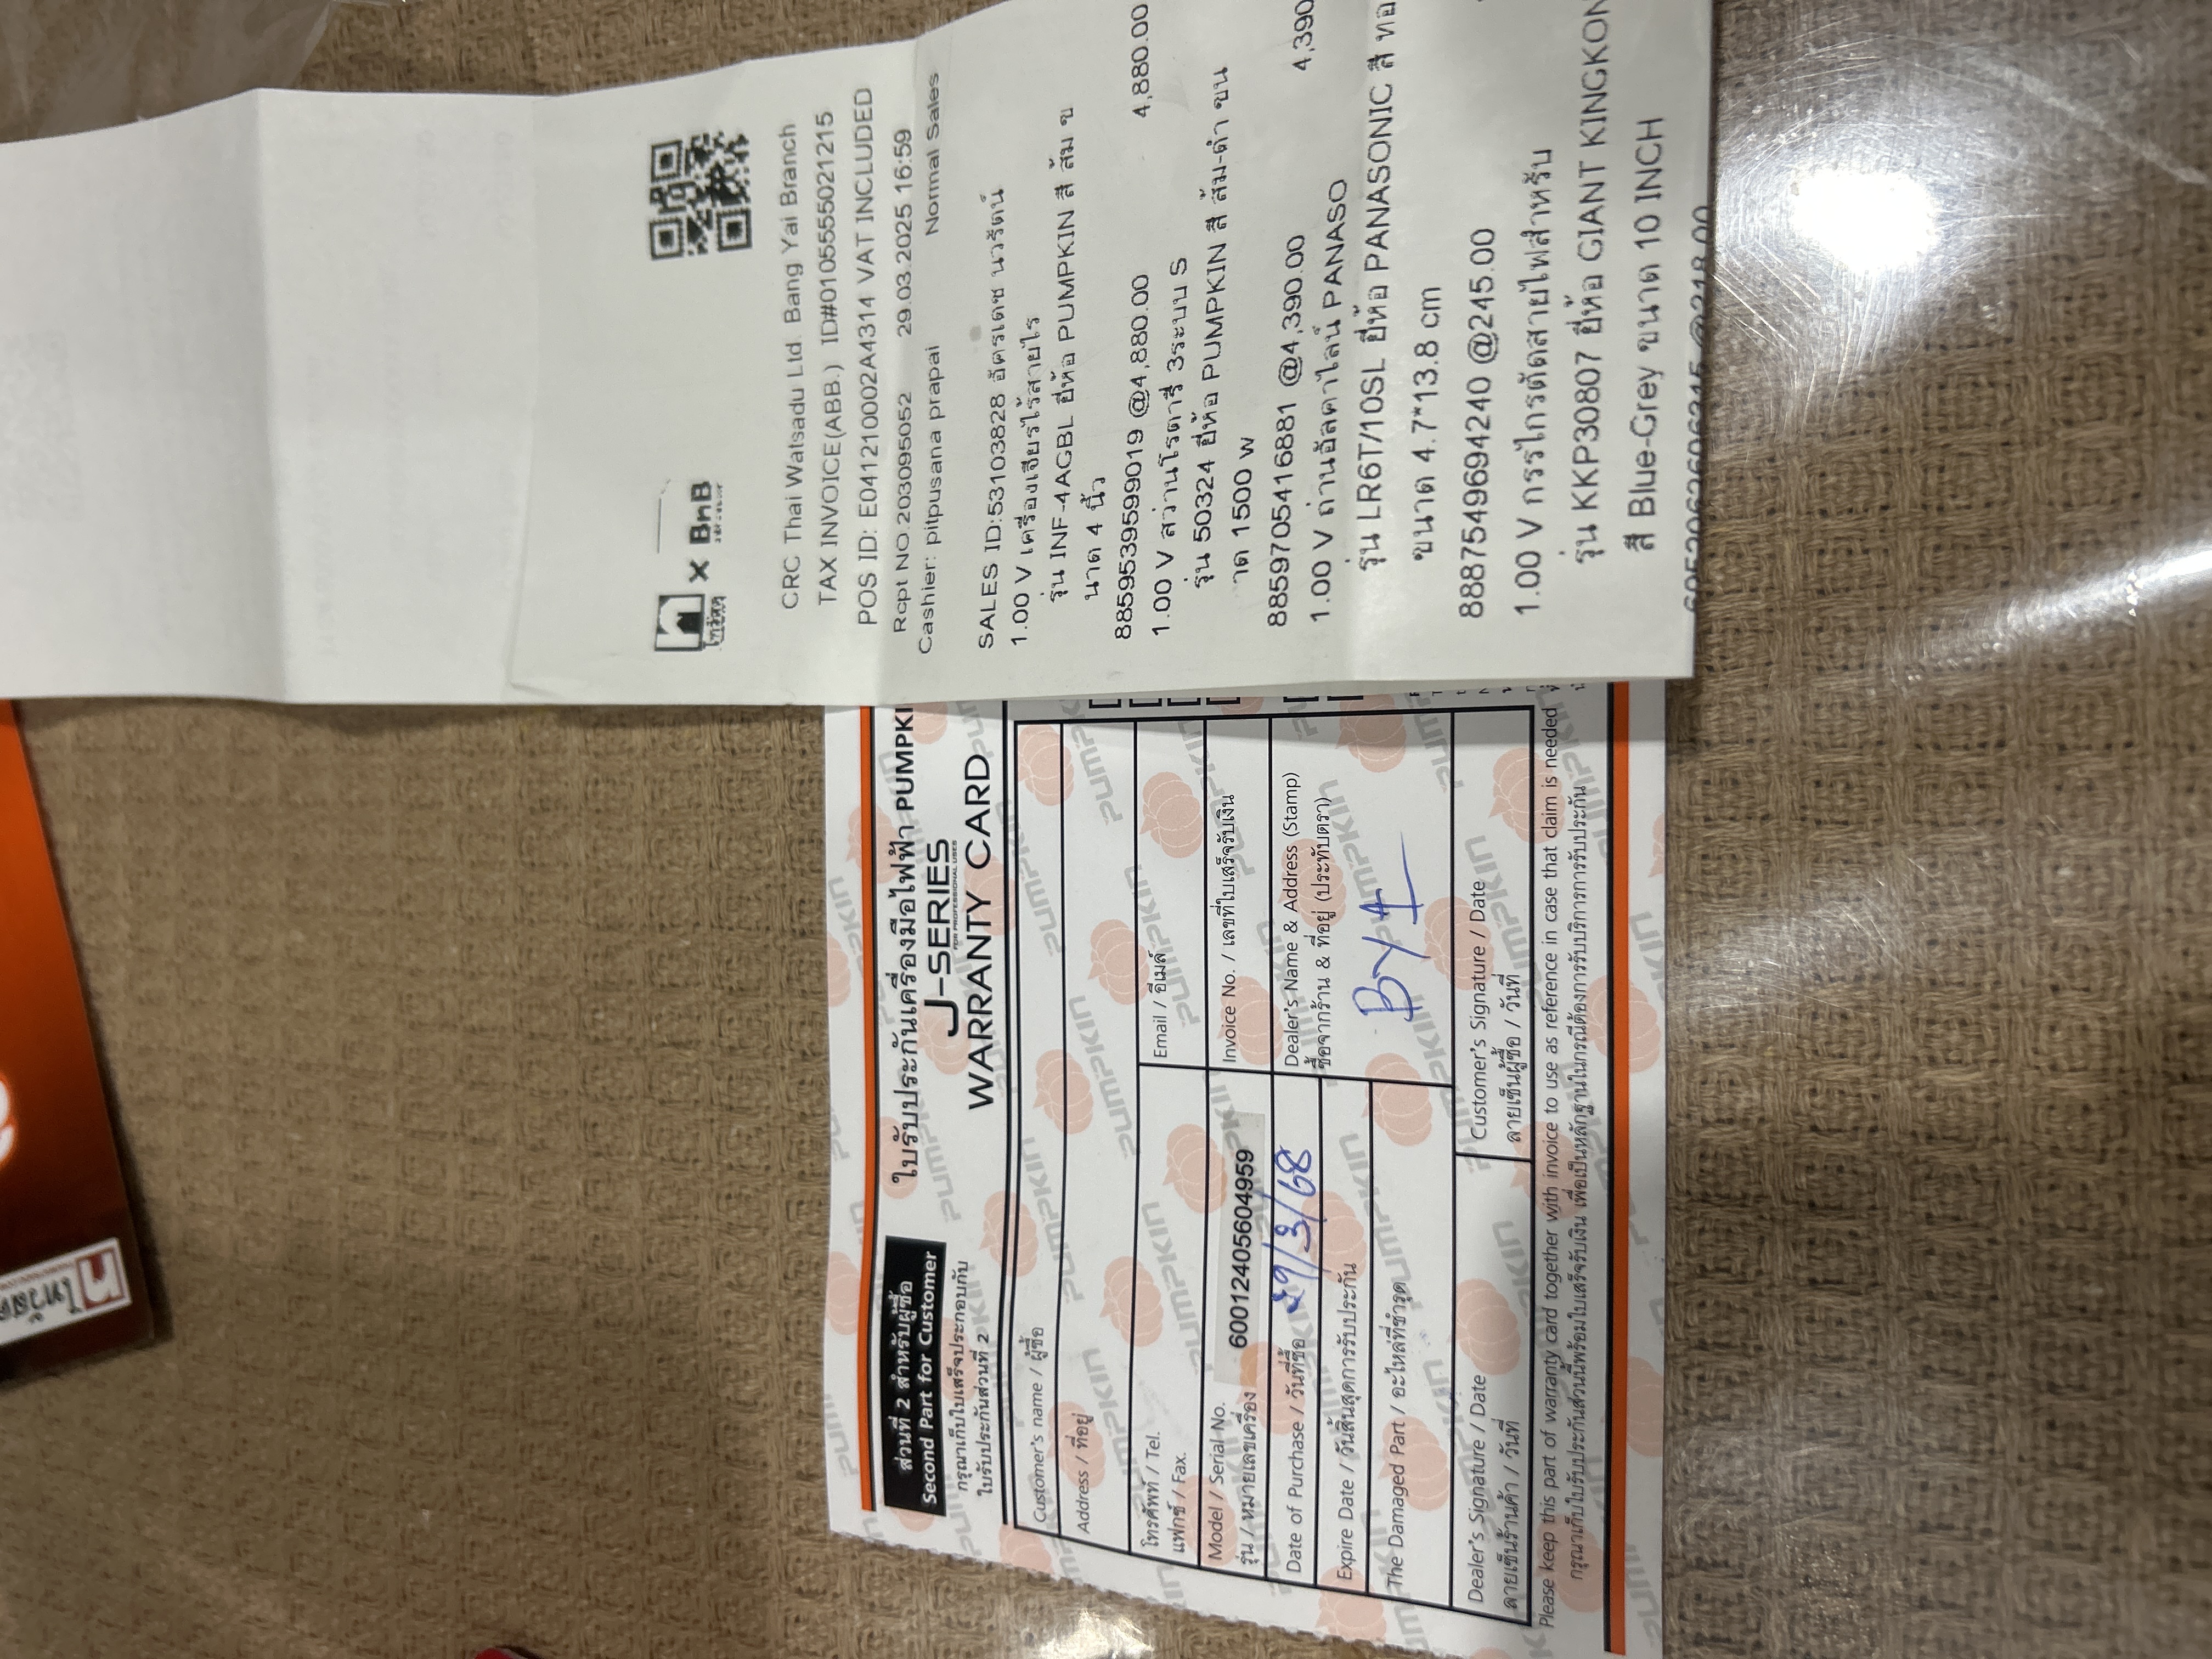 ไทวัสดุ × BnB
CRC Thai Watsadu Ltd. Bang Yai Branch
TAX INVOICE(ABB.) ID#0105555021215
POS ID: E041210002A4314 VAT INCLUDED
Rcpt NO.203095052 29.03.2025 16:59
Cashier: pitpusana prapai Normal Sales
SALES ID:53103828 อัครเดช นวรัตน์
1.00 V เครื่องเจียรไร้สายไร
รุ่น INF-4AGBL ยี่ห้อ PUMPKIN สี ส้ม ข
นาด 4 นิ้ว
8859539599019 @4,880.00 4,880.00
1.00 V สว่านโรตารี่ 3ระบบ S
รุ่น 50324 ยี่ห้อ PUMPKIN สี ส้ม-ดำ ขน
าด 1500 W
8859705416881 @4,390.00 4,390
1.00 V ถ่านอัลคาไลน์ PANASO
รุ่น LR6T/10SL ยี่ห้อ PANASONIC สี ทอ
ขนาด 4.7*13.8 cm
8887549694240 @245.00
1.00 V กรรไกรตัดสายไฟสำหรับ
รุ่น KKP30807 ยี่ห้อ GIANT KINGKON
สี Blue-Grey ขนาด 10 INCH
ส่วนที่ 2 สำหรับผู้ซื้อ
Second Part for Customer
กรุณาเก็บใบเสร็จประกอบกับ
ใบรับประกันส่วนที่ 2
ใบรับประกันเครื่องมือไฟฟ้า PUMPKI
J-SERIES
FOR PROFESSIONAL USES
WARRANTY CARD
Customer's name / ผู้ซื้อ
Address / ที่อยู่
โทรศัพท์ / Tel.
แฟกซ์ / Fax.
Email / อีเมล์
Model / Serial No.
รุ่น / หมายเลขเครื่อง
60012405604959
Invoice No. / เลขที่ใบเสร็จรับเงิน
Date of Purchase / วันที่ซื้อ 29/3/68
Dealer's Name & Address (Stamp)
ซื้อจากร้าน & ที่อยู่ (ประทับตรา)
Expire Date / วันสิ้นสุดการรับประกัน
The Damaged Part / อะไหล่ที่ชำรุด
Dealer's Signature / Date
ลายเซ็นร้านค้า / วันที่
Customer's Signature / Date
ลายเซ็นผู้ซื้อ / วันที่
Please keep this part of warranty card together with invoice to use as reference in case that claim is needed
กรุณาเก็บใบรับประกันส่วนนี้พร้อมใบเสร็จรับเงิน เพื่อเป็นหลักฐานในกรณีต้องการรับบริการการรับประกัน
ไทวัสดุ